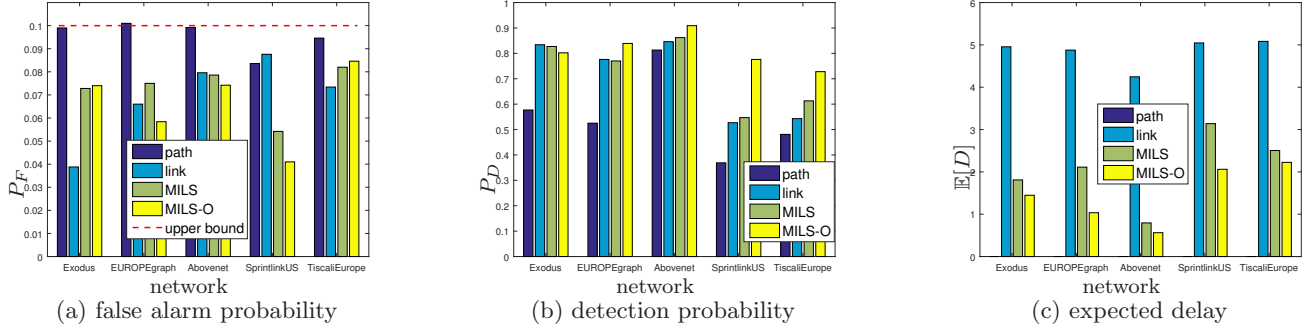 0.1
0.09
0.08
0.07
0.06
0.05
0.04
0.03
0.02
0.01
0
P_F
path
link
MILS
MILS-O
upper bound
Exodus EUROPEgraph Abovenet SprintlinkUS TiscaliEurope
network
(a) false alarm probability
1
0.9
0.8
0.7
0.6
0.5
0.4
0.3
0.2
0.1
0
P_D
path
link
MILS
MILS-O
Exodus EUROPEgraph Abovenet SprintlinkUS TiscaliEurope
network
(b) detection probability
6
5
4
3
2
1
0
𝔼[D]
path
link
MILS
MILS-O
Exodus EUROPEgraph Abovenet SprintlinkUS TiscaliEurope
network
(c) expected delay